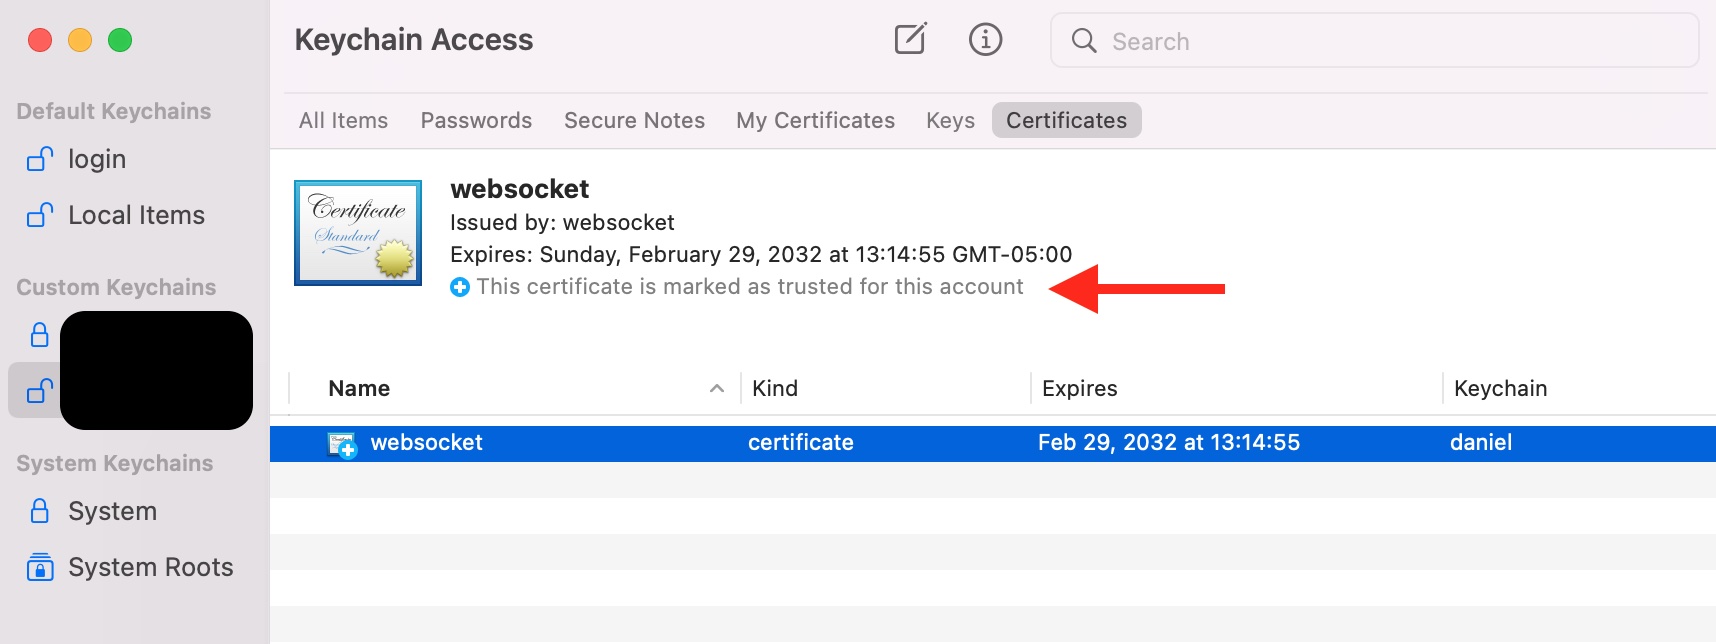 Keychain Access
Search
Default Keychains
login
Local Items
Custom Keychains
System Keychains
System
System Roots
All Items
Passwords
Secure Notes
My Certificates
Keys
Certificates
Certificate
Standard
websocket
Issued by: websocket
Expires: Sunday, February 29, 2032 at 13:14:55 GMT-05:00
This certificate is marked as trusted for this account
Name Kind Expires Keychain
websocket certificate Feb 29, 2032 at 13:14:55 daniel